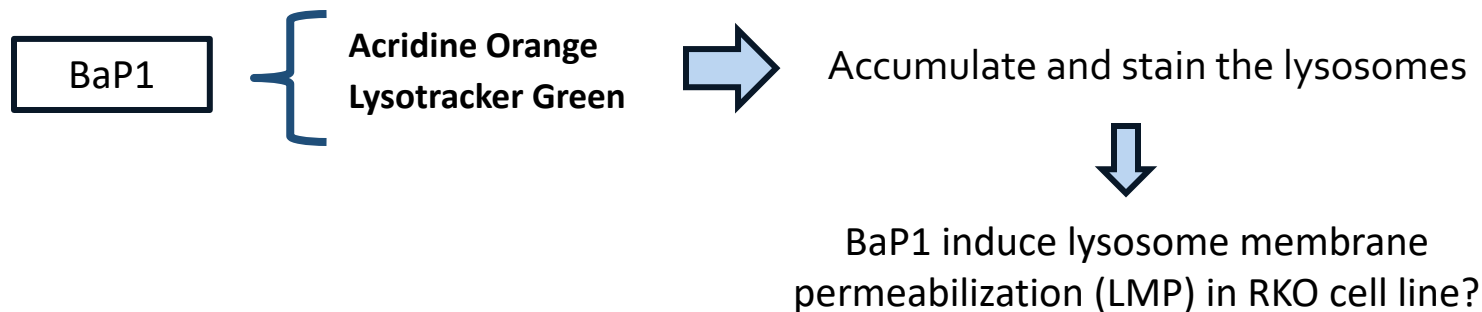 BaP1
Acridine Orange
Lysotracker Green
Accumulate and stain the lysosomes
BaP1 induce lysosome membrane
permeabilization (LMP) in RKO cell line?